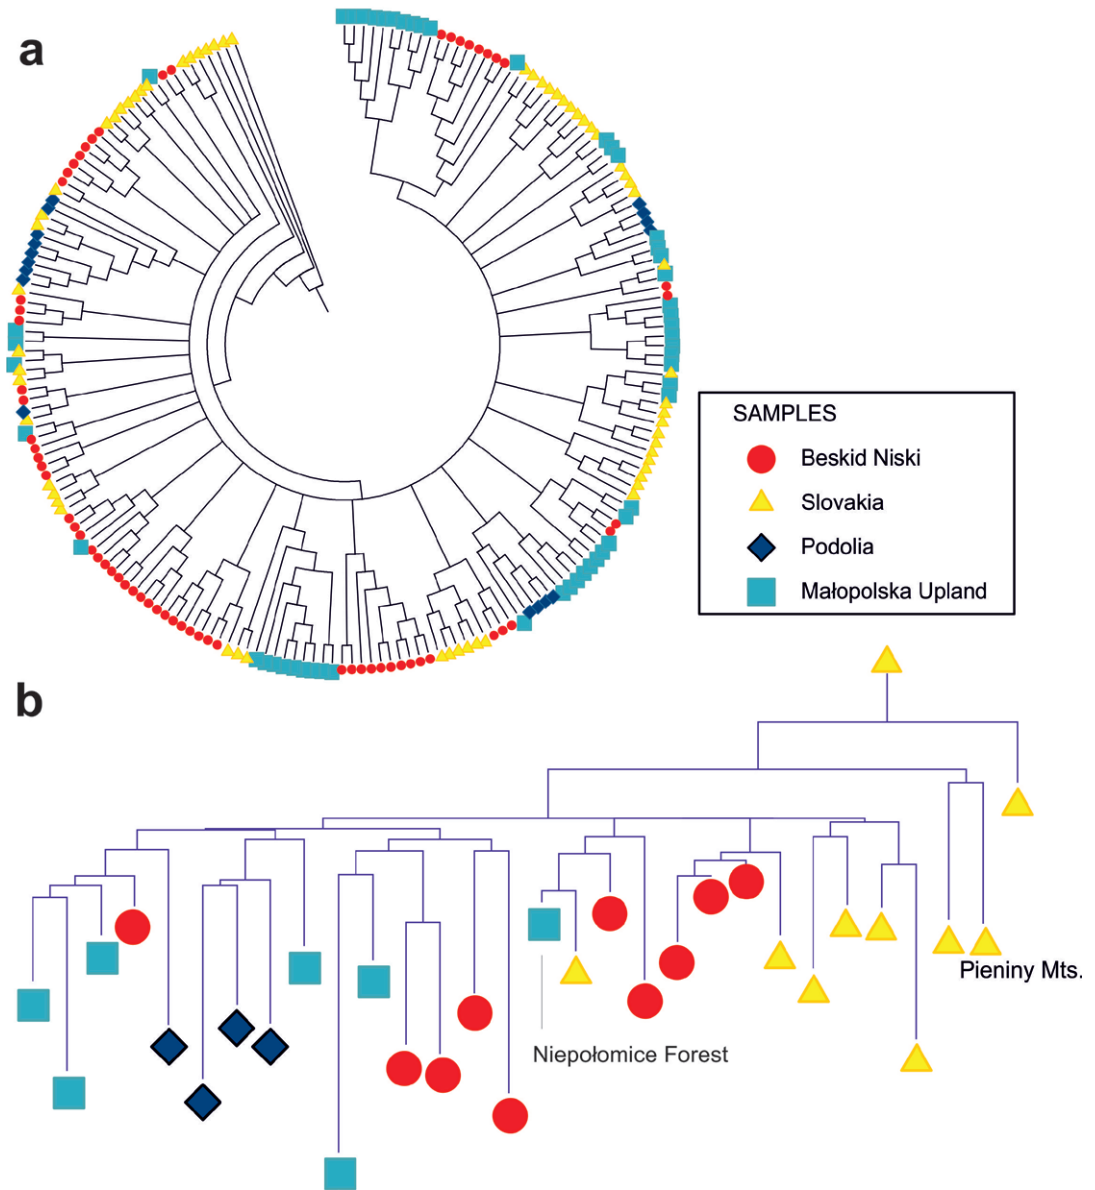 a
SAMPLES
Beskid Niski
Slovakia
Podolia
Małopolska Upland
b
Pieniny Mts.
Niepołomice Forest